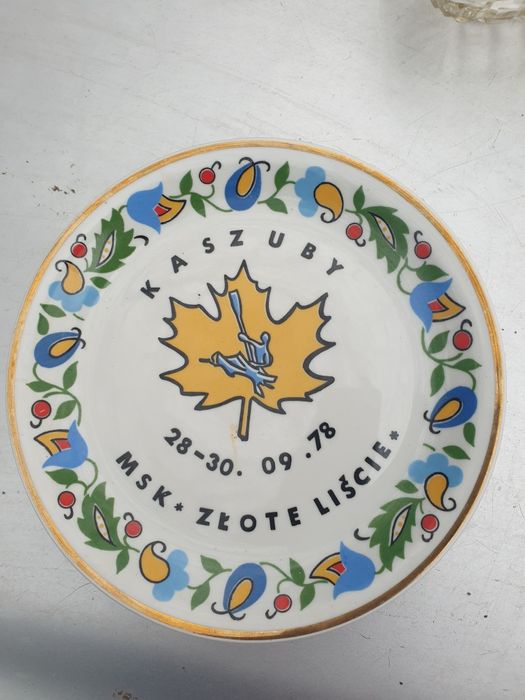 KASZUBY
28-30. 09.78
MSK* ZŁOTE LIŚCIE*